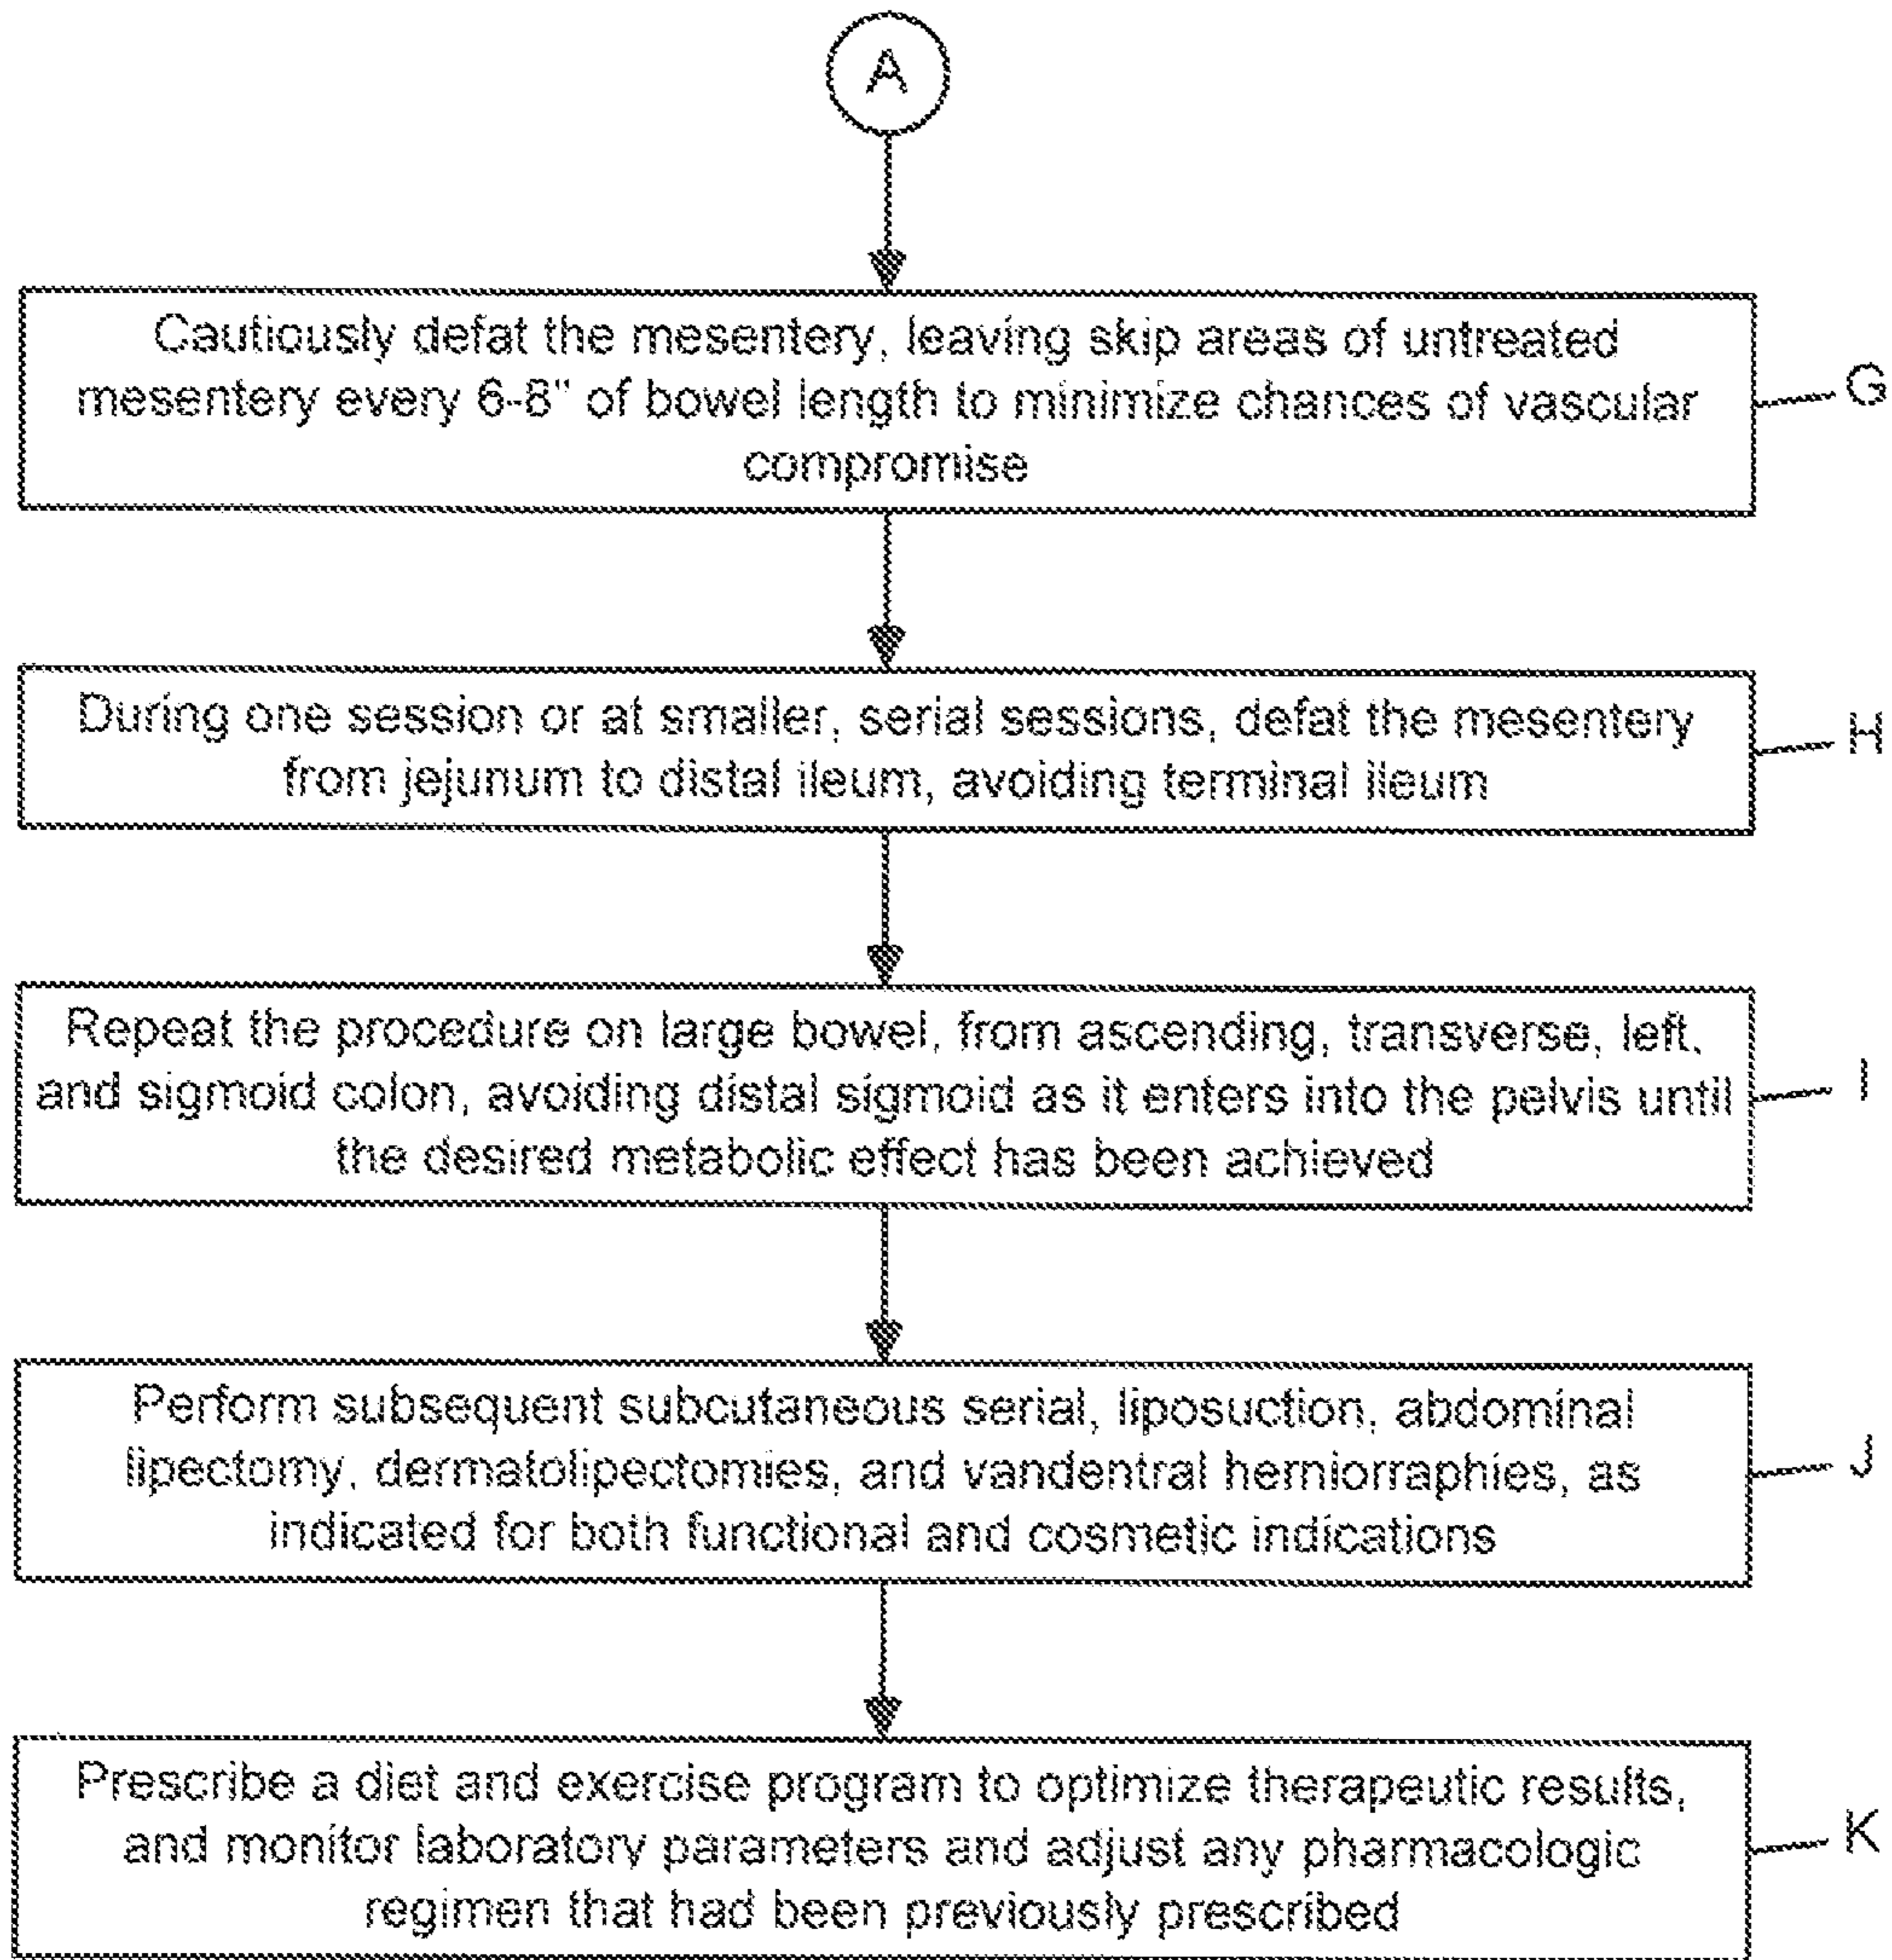 A
Cautiously defat the mesentery, leaving skip areas of untreated
mesentery every 6-8" of bowel length to minimize chances of vascular
compromise
G
During one session or at smaller, serial sessions, defat the mesentery
from jejunum to distal ileum, avoiding terminal ileum
H
Repeat the procedure on large bowel, from ascending, transverse, left,
and sigmoid colon, avoiding distal sigmoid as it enters into the pelvis until
the desired metabolic effect has been achieved
I
Perform subsequent subcutaneous serial, liposuction, abdominal
lipectomy, dermatolipectomies, and vandentral herniorraphies, as
indicated for both functional and cosmetic indications
J
Prescribe a diet and exercise program to optimize therapeutic results,
and monitor laboratory parameters and adjust any pharmacologic
regimen that had been previously prescribed
K